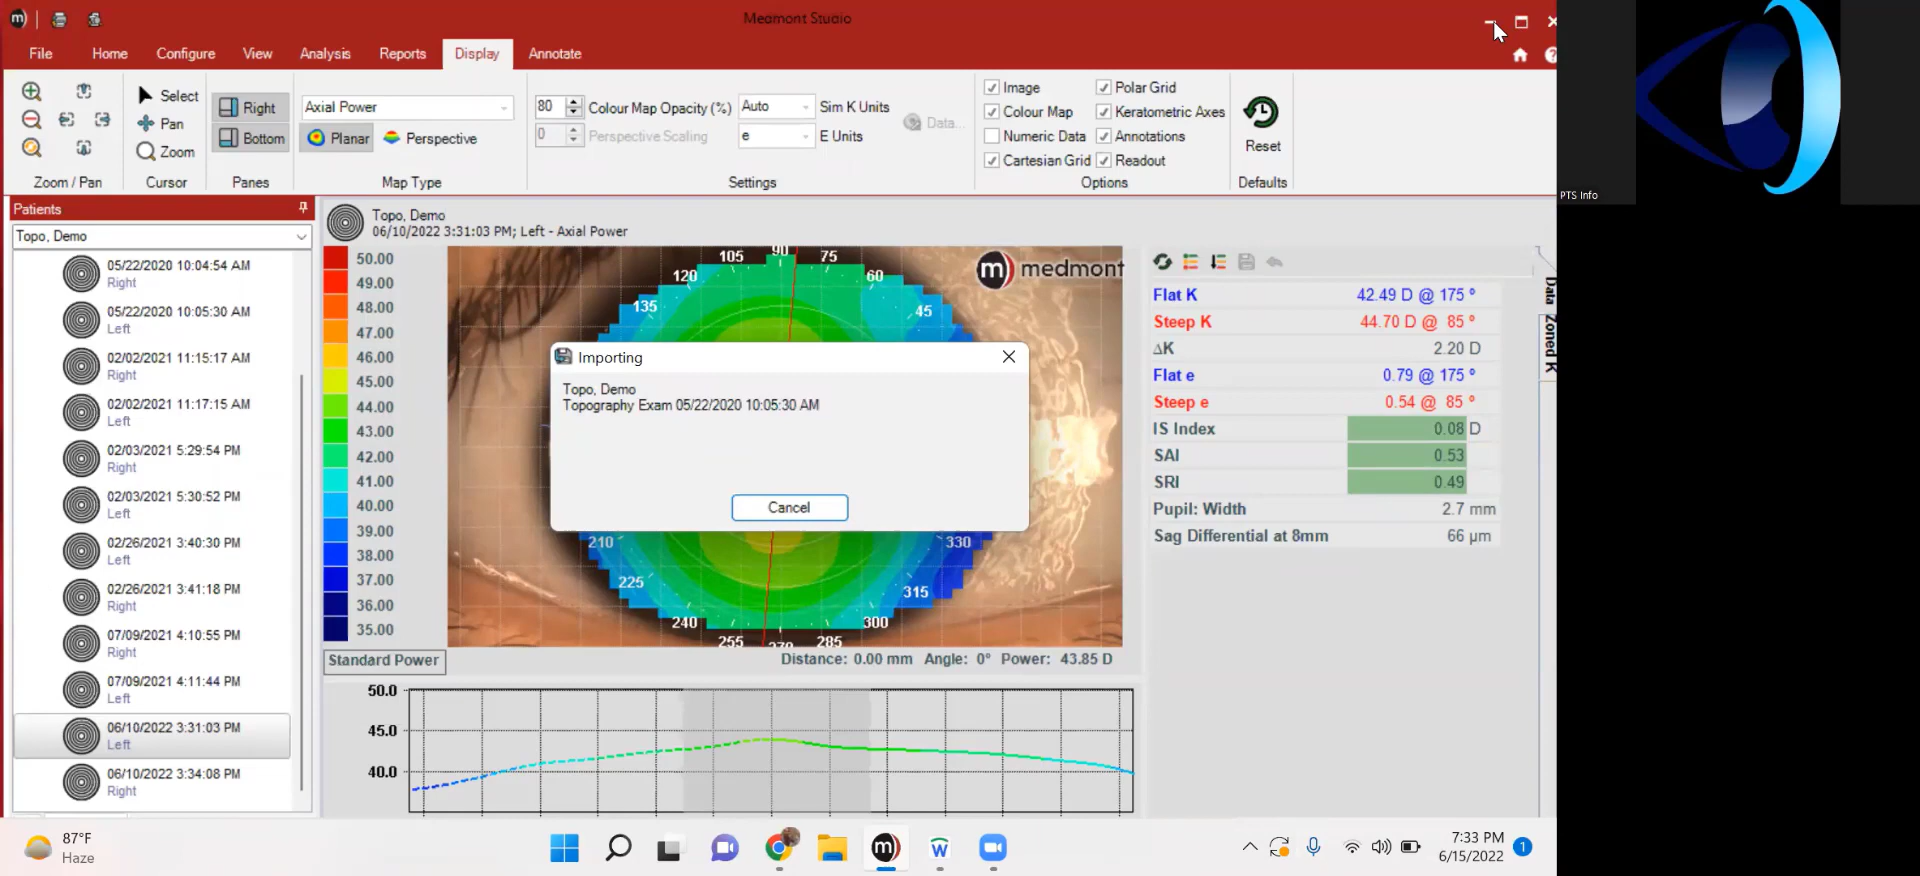 m Medmont Studio
File Home Configure View Analysis Reports Display Annotate
Select
Pan
Zoom
Zoom / Pan
Cursor
Right
Bottom
Panes
Axial Power
Planar Perspective
Map Type
80 Colour Map Opacity (%) Auto Sim K Units
0 Perspective Scaling e E Units
Data...
Settings
Image Polar Grid
Colour Map Keratometric Axes
Numeric Data Annotations
Cartesian Grid Readout
Options
Reset
Defaults
PTS Info
Patients
Topo, Demo
05/22/2020 10:04:54 AM
Right
05/22/2020 10:05:30 AM
Left
02/02/2021 11:15:17 AM
Right
02/02/2021 11:17:15 AM
Left
02/03/2021 5:29:54 PM
Right
02/03/2021 5:30:52 PM
Left
02/26/2021 3:40:30 PM
Left
02/26/2021 3:41:18 PM
Right
07/09/2021 4:10:55 PM
Right
07/09/2021 4:11:44 PM
Left
06/10/2022 3:31:03 PM
Left
06/10/2022 3:34:08 PM
Right
Topo, Demo
06/10/2022 3:31:03 PM; Left - Axial Power
50.00
49.00
48.00
47.00
46.00
45.00
44.00
43.00
42.00
41.00
40.00
39.00
38.00
37.00
36.00
35.00
Standard Power
m medmont
135 120 105 90 75 60 45
Importing
Topo, Demo
Topography Exam 05/22/2020 10:05:30 AM
Cancel
210 225 240 255 270 285 300 315 330
Distance: 0.00 mm Angle: 0° Power: 43.85 D
50.0
45.0
40.0
Flat K 42.49 D @ 175 °
Steep K 44.70 D @ 85 °
ΔK 2.20 D
Flat e 0.79 @ 175 °
Steep e 0.54 @ 85 °
IS Index 0.08 D
SAI 0.53
SRI 0.49
Pupil: Width 2.7 mm
Sag Differential at 8mm 66 µm
Data
Zoned K
87°F
Haze
m
W
7:33 PM
6/15/2022
1